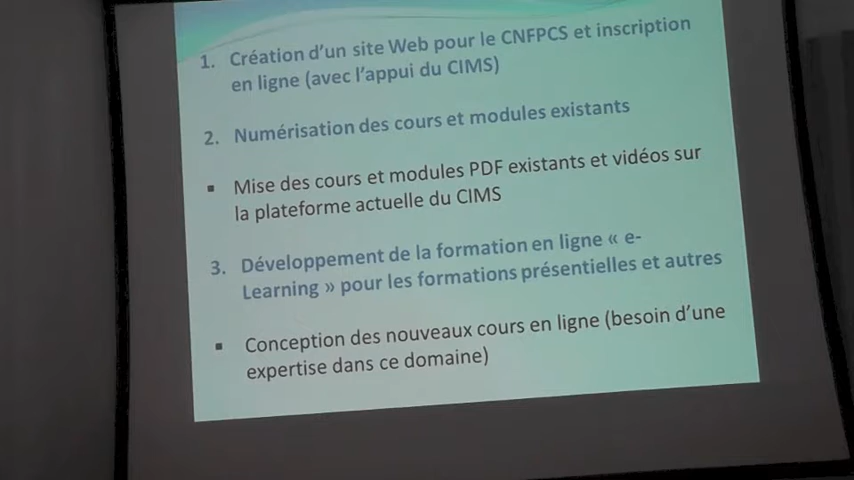 1. Création d'un site Web pour le CNFPCS et inscription
en ligne (avec l'appui du CIMS)
2. Numérisation des cours et modules existants
▪ Mise des cours et modules PDF existants et vidéos sur
la plateforme actuelle du CIMS
3. Développement de la formation en ligne « e-
Learning » pour les formations présentielles et autres
▪ Conception des nouveaux cours en ligne (besoin d'une
expertise dans ce domaine)